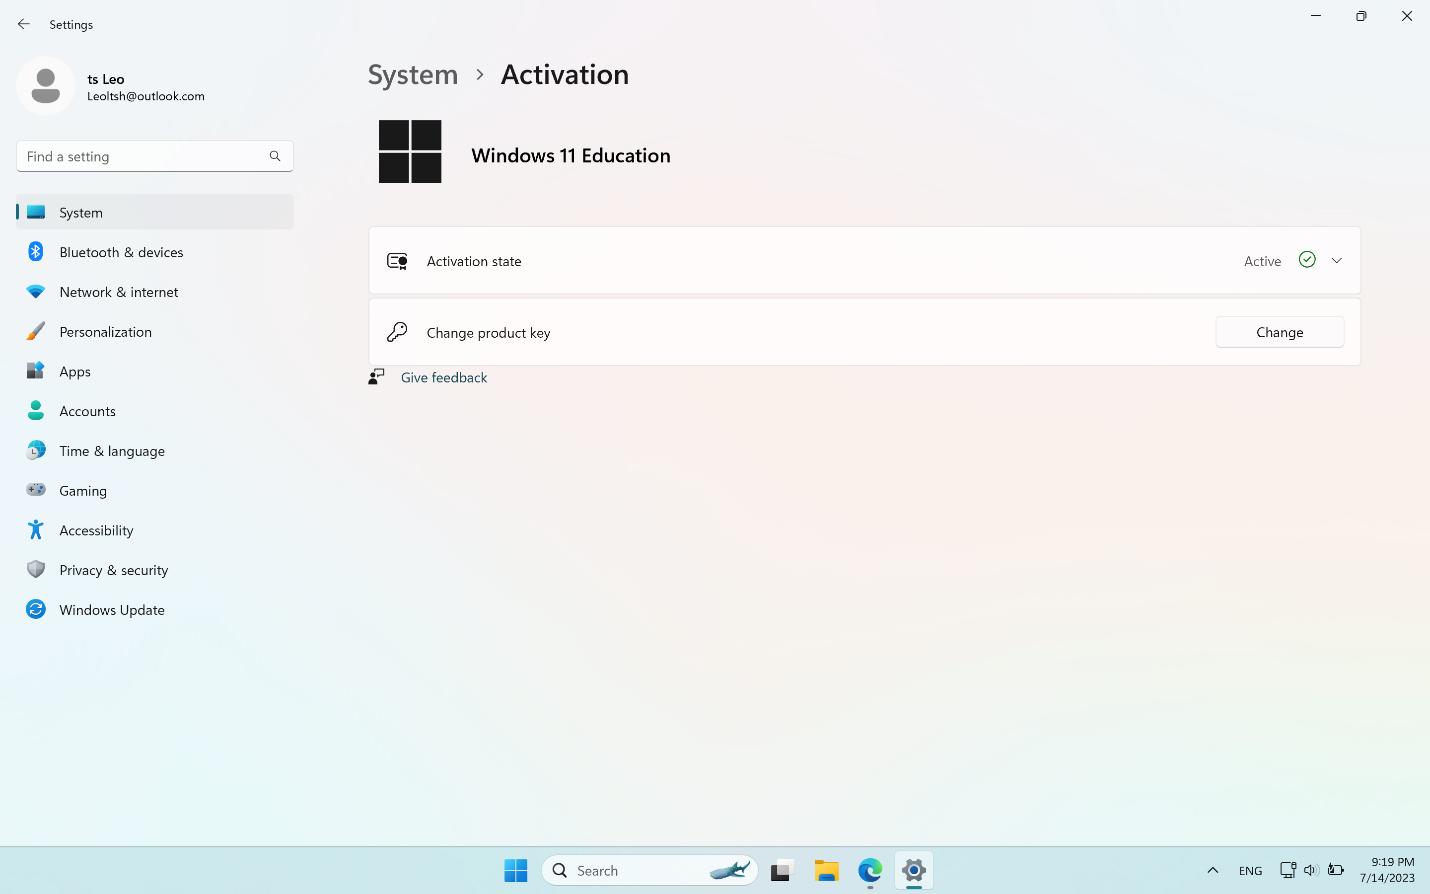 Settings
ts Leo
Leoltsh@outlook.com
Find a setting
System
Bluetooth & devices
Network & internet
Personalization
Apps
Accounts
Time & language
Gaming
Accessibility
Privacy & security
Windows Update
System > Activation
Windows 11 Education
Activation state
Active
Change product key
Change
Give feedback
Search
ENG
9:19 PM
7/14/2023